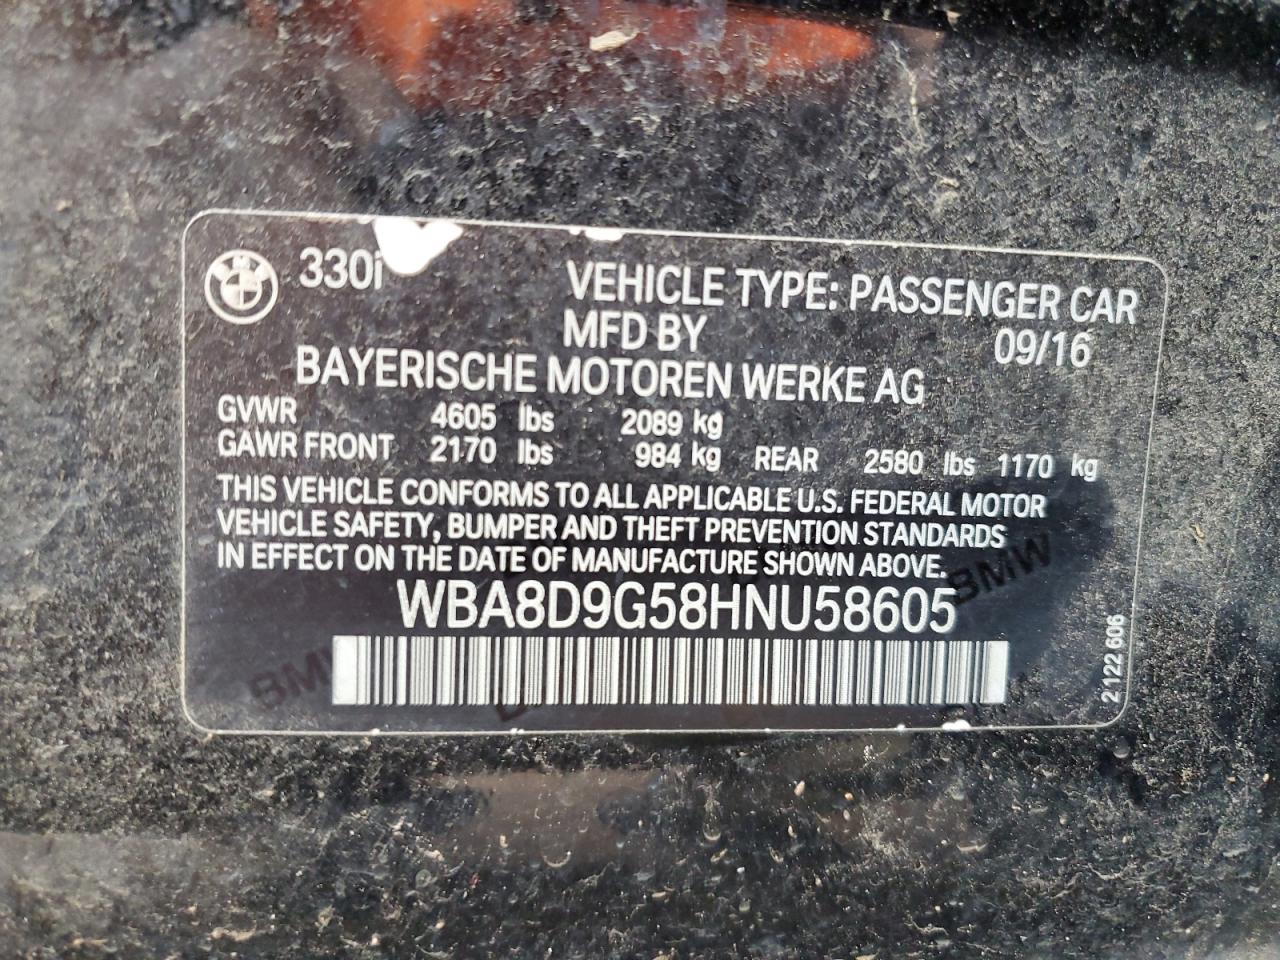 330i
VEHICLE TYPE: PASSENGER CAR
MFD BY 09/16
BAYERISCHE MOTOREN WERKE AG
GVWR 4605 lbs 2089 kg
GAWR FRONT 2170 lbs 984 kg REAR 2580 lbs 1170 kg
THIS VEHICLE CONFORMS TO ALL APPLICABLE U.S. FEDERAL MOTOR
VEHICLE SAFETY, BUMPER AND THEFT PREVENTION STANDARDS
IN EFFECT ON THE DATE OF MANUFACTURE SHOWN ABOVE.
BMW
WBA8D9G58HNU58605
BMW
2 122 606